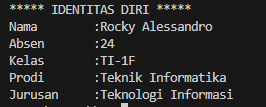 ***** IDENTITAS DIRI *****
Nama :Rocky Alessandro
Absen :24
Kelas :TI-1F
Prodi :Teknik Informatika
Jurusan :Teknologi Informasi